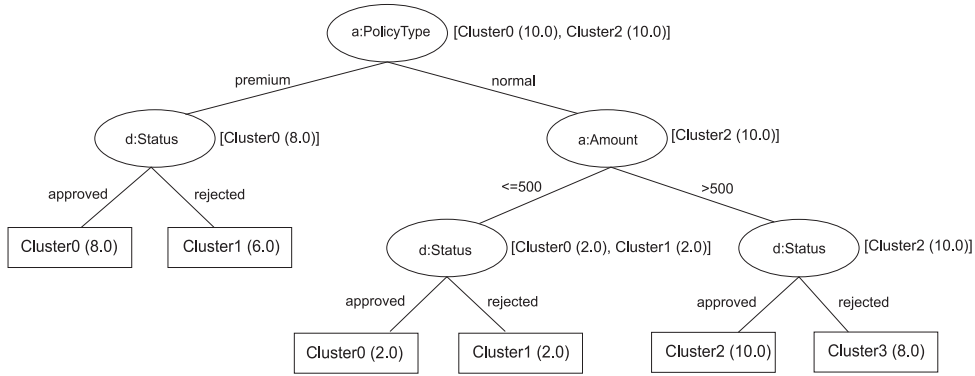 a:PolicyType [Cluster0 (10.0), Cluster2 (10.0)]
premium normal
d:Status [Cluster0 (8.0)] a:Amount [Cluster2 (10.0)]
approved rejected <=500 >500
Cluster0 (8.0) Cluster1 (6.0) d:Status [Cluster0 (2.0), Cluster1 (2.0)] d:Status [Cluster2 (10.0)]
approved rejected approved rejected
Cluster0 (2.0) Cluster1 (2.0) Cluster2 (10.0) Cluster3 (8.0)